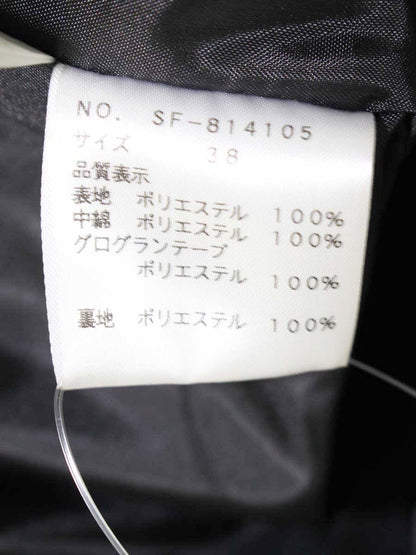 NO. SF-814105
サイズ 38
品質表示
表地 ポリエステル 100%
中綿 ポリエステル 100%
グログランテープ
ポリエステル 100%
裏地 ポリエステル 100%